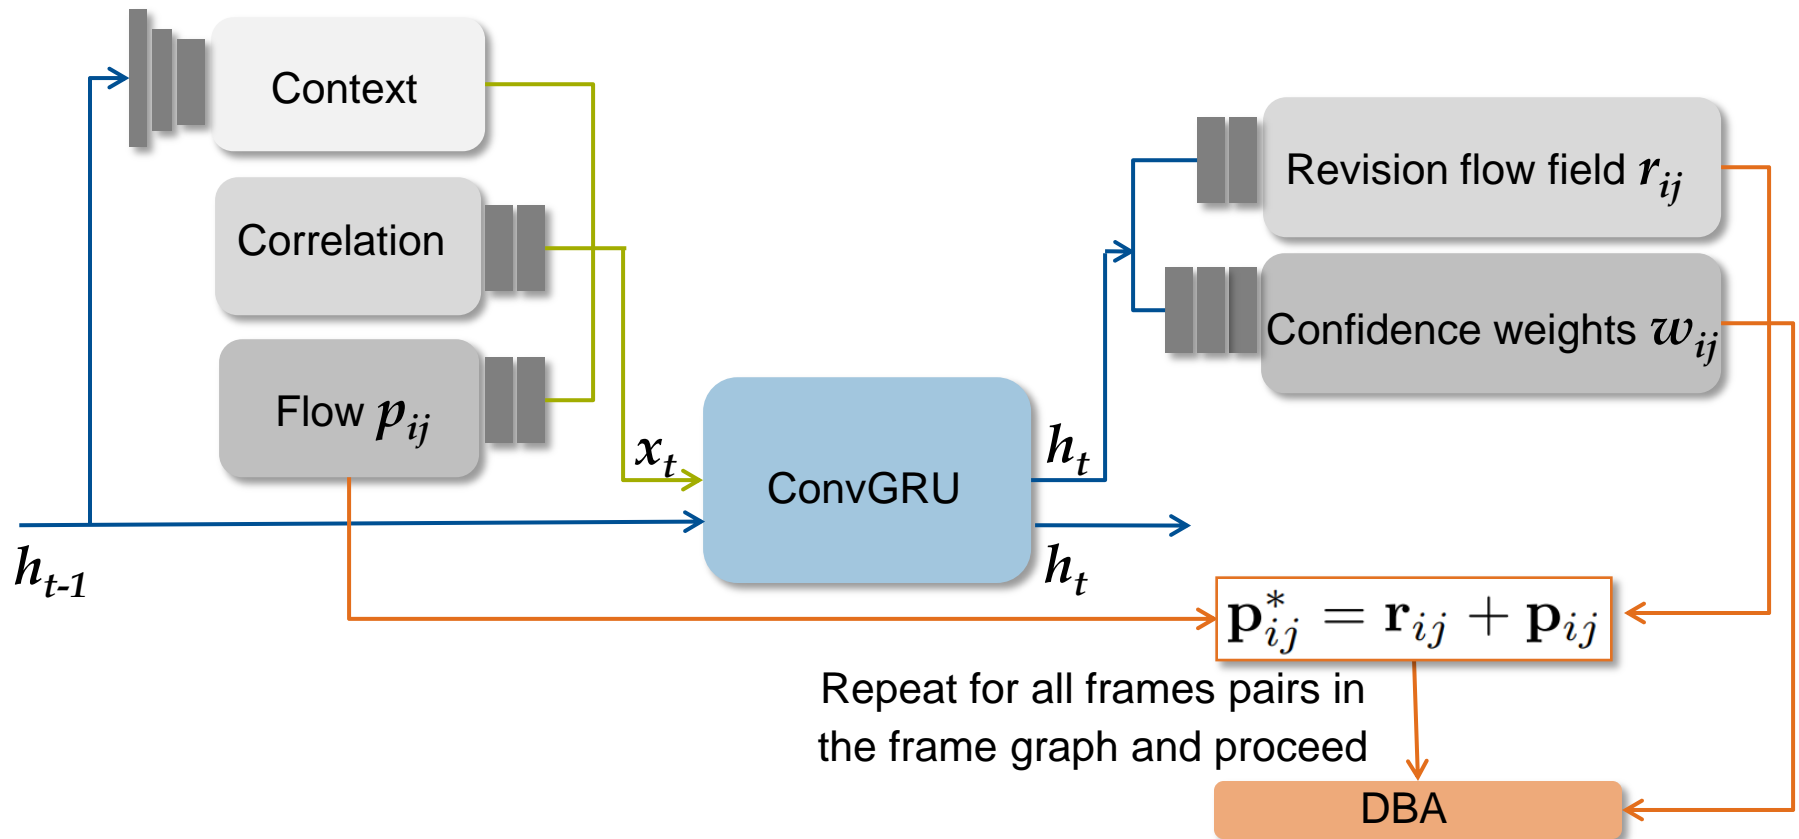 Context
Correlation
Flow p_ij
h_t-1
x_t
ConvGRU
h_t
h_t
Revision flow field r_ij
Confidence weights w_ij
p*_ij = r_ij + p_ij
Repeat for all frames pairs in
the frame graph and proceed
DBA